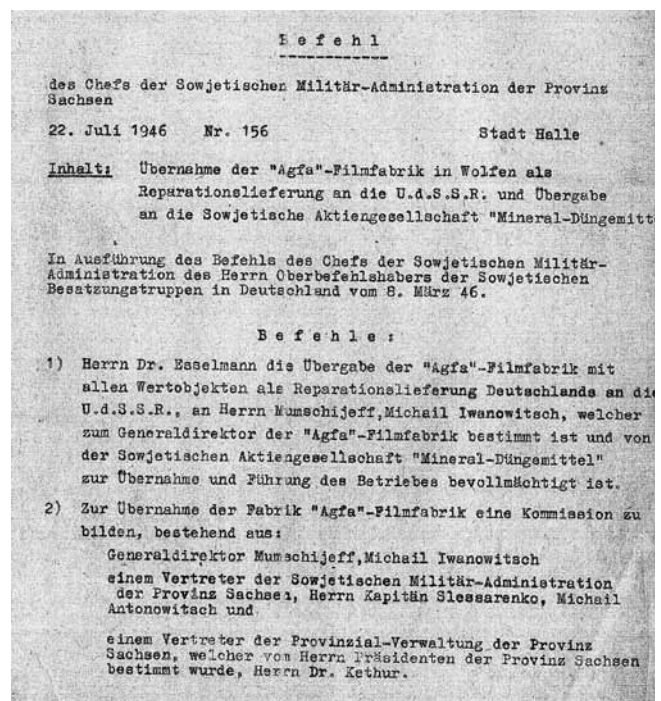 B e f e h l
des Chefs der Sowjetischen Militär-Administration der Provinz
Sachsen
22. Juli 1946 Nr. 156 Stadt Halle
Inhalt: Übernahme der "Agfa"-Filmfabrik in Wolfen als
Reparationslieferung an die U.d.S.S.R. und Übergabe
an die Sowjetische Aktiengesellschaft "Mineral-Düngemitt
In Ausführung des Befehls des Chefs der Sowjetischen Militär-
Administration des Herrn Oberbefehlshabers der Sowjetischen
Besatzungstruppen in Deutschland vom 8. März 46.
B e f e h l e :
1) Herrn Dr. Esselmann die Übergabe der "Agfa"-Filmfabrik mit
allen Wertobjekten als Reparationslieferung Deutschlands an die
U.d.S.S.R., an Herrn Mumschijeff,Michail Iwanowitsch, welcher
zum Generaldirektor der "Agfa"-Filmfabrik bestimmt ist und von
der Sowjetischen Aktiengesellschaft "Mineral-Düngemittel"
zur Übernahme und Führung des Betriebes bevollmächtigt ist.
2) Zur Übernahme der Fabrik "Agfa"-Filmfabrik eine Kommission zu
bilden, bestehend aus:
Generaldirektor Mumschijeff,Michail Iwanowitsch
einem Vertreter der Sowjetischen Militär-Administration
der Provinz Sachsen, Herrn Kapitän Slessarenko, Michail
Antonowitsch und
einem Vertreter der Provinzial-Verwaltung der Provinz
Sachsen, welcher vom Herrn Präsidenten der Provinz Sachsen
bestimmt wurde, Herrn Dr. Kethur.